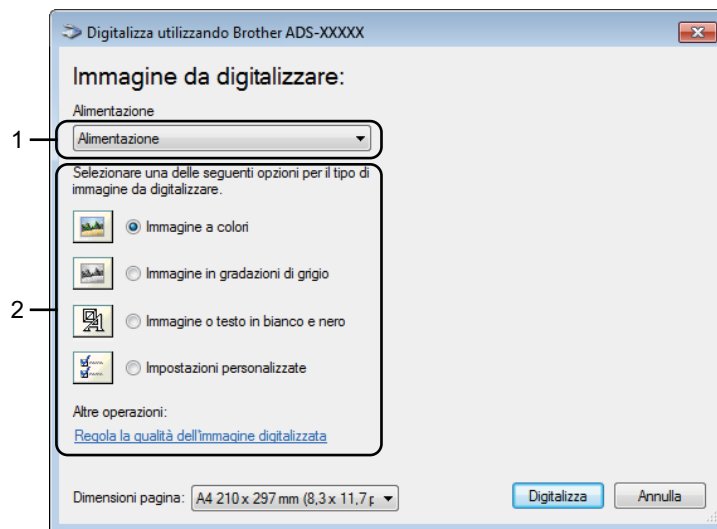 Digitalizza utilizzando Brother ADS-XXXXX
Immagine da digitalizzare:
Alimentazione
1
Alimentazione
Selezionare una delle seguenti opzioni per il tipo di
immagine da digitalizzare.
Immagine a colori
Immagine in gradazioni di grigio
2
Immagine o testo in bianco e nero
Impostazioni personalizzate
Altre operazioni:
Regola la qualità dell'immagine digitalizzata
Dimensioni pagina: A4 210 x 297 mm (8,3 x 11,7 p Digitalizza Annulla